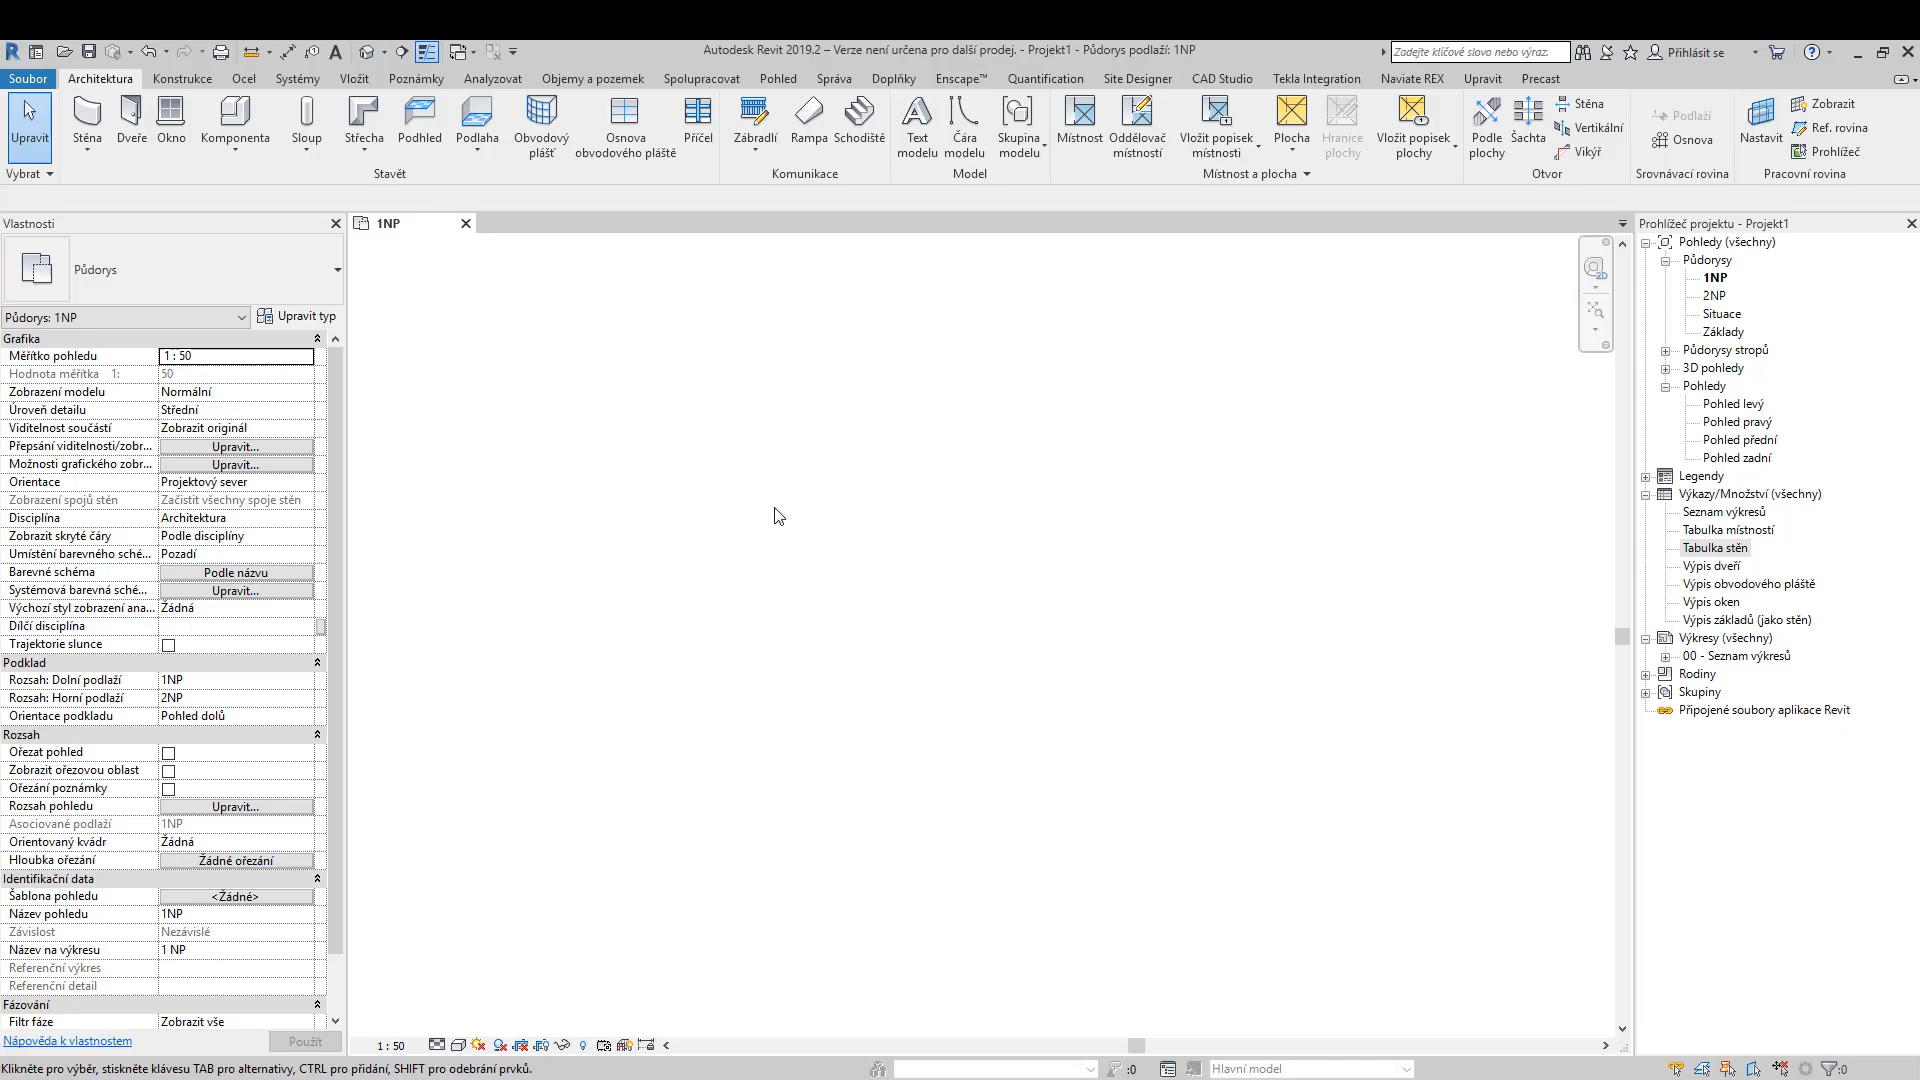 Autodesk Revit 2019.2 – Verze není určena pro další prodej. - Projekt1 - Půdorys podlaží: 1NP
Zadejte klíčové slovo nebo výraz.
Přihlásit se
Soubor Architektura Konstrukce Ocel Systémy Vložit Poznámky Analyzovat Objemy a pozemek Spolupracovat Pohled Správa Doplňky Enscape™ Quantification Site Designer CAD Studio Tekla Integration Naviate REX Upravit Precast
Upravit
Stěna
Dveře
Okno
Komponenta
Sloup
Střecha
Podhled
Podlaha
Obvodový
plášť
Osnova
obvodového pláště
Příčel
Zábradlí
Rampa
Schodiště
Text
modelu
Čára
modelu
Skupina
modelu
Místnost
Oddělovač
místností
Vložit popisek
místnosti
Plocha
Hranice
plochy
Vložit popisek
plochy
Podle
plochy
Šachta
Stěna
Vertikální
Vikýř
Podlaží
Osnova
Nastavit
Zobrazit
Ref. rovina
Prohlížeč
Vybrat
Stavět
Komunikace
Model
Místnost a plocha
Otvor
Srovnávací rovina
Pracovní rovina
Vlastnosti
Půdorys
Půdorys: 1NP
Upravit typ
Grafika
Měřítko pohledu 1 : 50
Hodnota měřítka 1: 50
Zobrazení modelu Normální
Úroveň detailu Střední
Viditelnost součástí Zobrazit originál
Přepsání viditelnosti/zobr... Upravit...
Možnosti grafického zobr... Upravit...
Orientace Projektový sever
Zobrazení spojů stěn Začistit všechny spoje stěn
Disciplína Architektura
Zobrazit skryté čáry Podle disciplíny
Umístění barevného sché... Pozadí
Barevné schéma Podle názvu
Systémová barevná sché... Upravit...
Výchozí styl zobrazení ana... Žádná
Dílčí disciplína
Trajektorie slunce
Podklad
Rozsah: Dolní podlaží 1NP
Rozsah: Horní podlaží 2NP
Orientace podkladu Pohled dolů
Rozsah
Ořezat pohled
Zobrazit ořezovou oblast
Ořezání poznámky
Rozsah pohledu Upravit...
Asociované podlaží 1NP
Orientovaný kvádr Žádná
Hloubka ořezání Žádné ořezání
Identifikační data
Šablona pohledu <Žádné>
Název pohledu 1NP
Závislost Nezávislé
Název na výkresu 1 NP
Referenční výkres
Referenční detail
Fázování
Filtr fáze Zobrazit vše
Nápověda k vlastnostem
Použít
1NP
2D
1 : 50
Prohlížeč projektu - Projekt1
Pohledy (všechny)
Půdorysy
1NP
2NP
Situace
Základy
Půdorysy stropů
3D pohledy
Pohledy
Pohled levý
Pohled pravý
Pohled přední
Pohled zadní
Legendy
Výkazy/Množství (všechny)
Seznam výkresů
Tabulka místností
Tabulka stěn
Výpis dveří
Výpis obvodového pláště
Výpis oken
Výpis základů (jako stěn)
Výkresy (všechny)
00 - Seznam výkresů
Rodiny
Skupiny
Připojené soubory aplikace Revit
Klikněte pro výběr, stiskněte klávesu TAB pro alternativy, CTRL pro přidání, SHIFT pro odebrání prvků.
:0
Hlavní model
:0